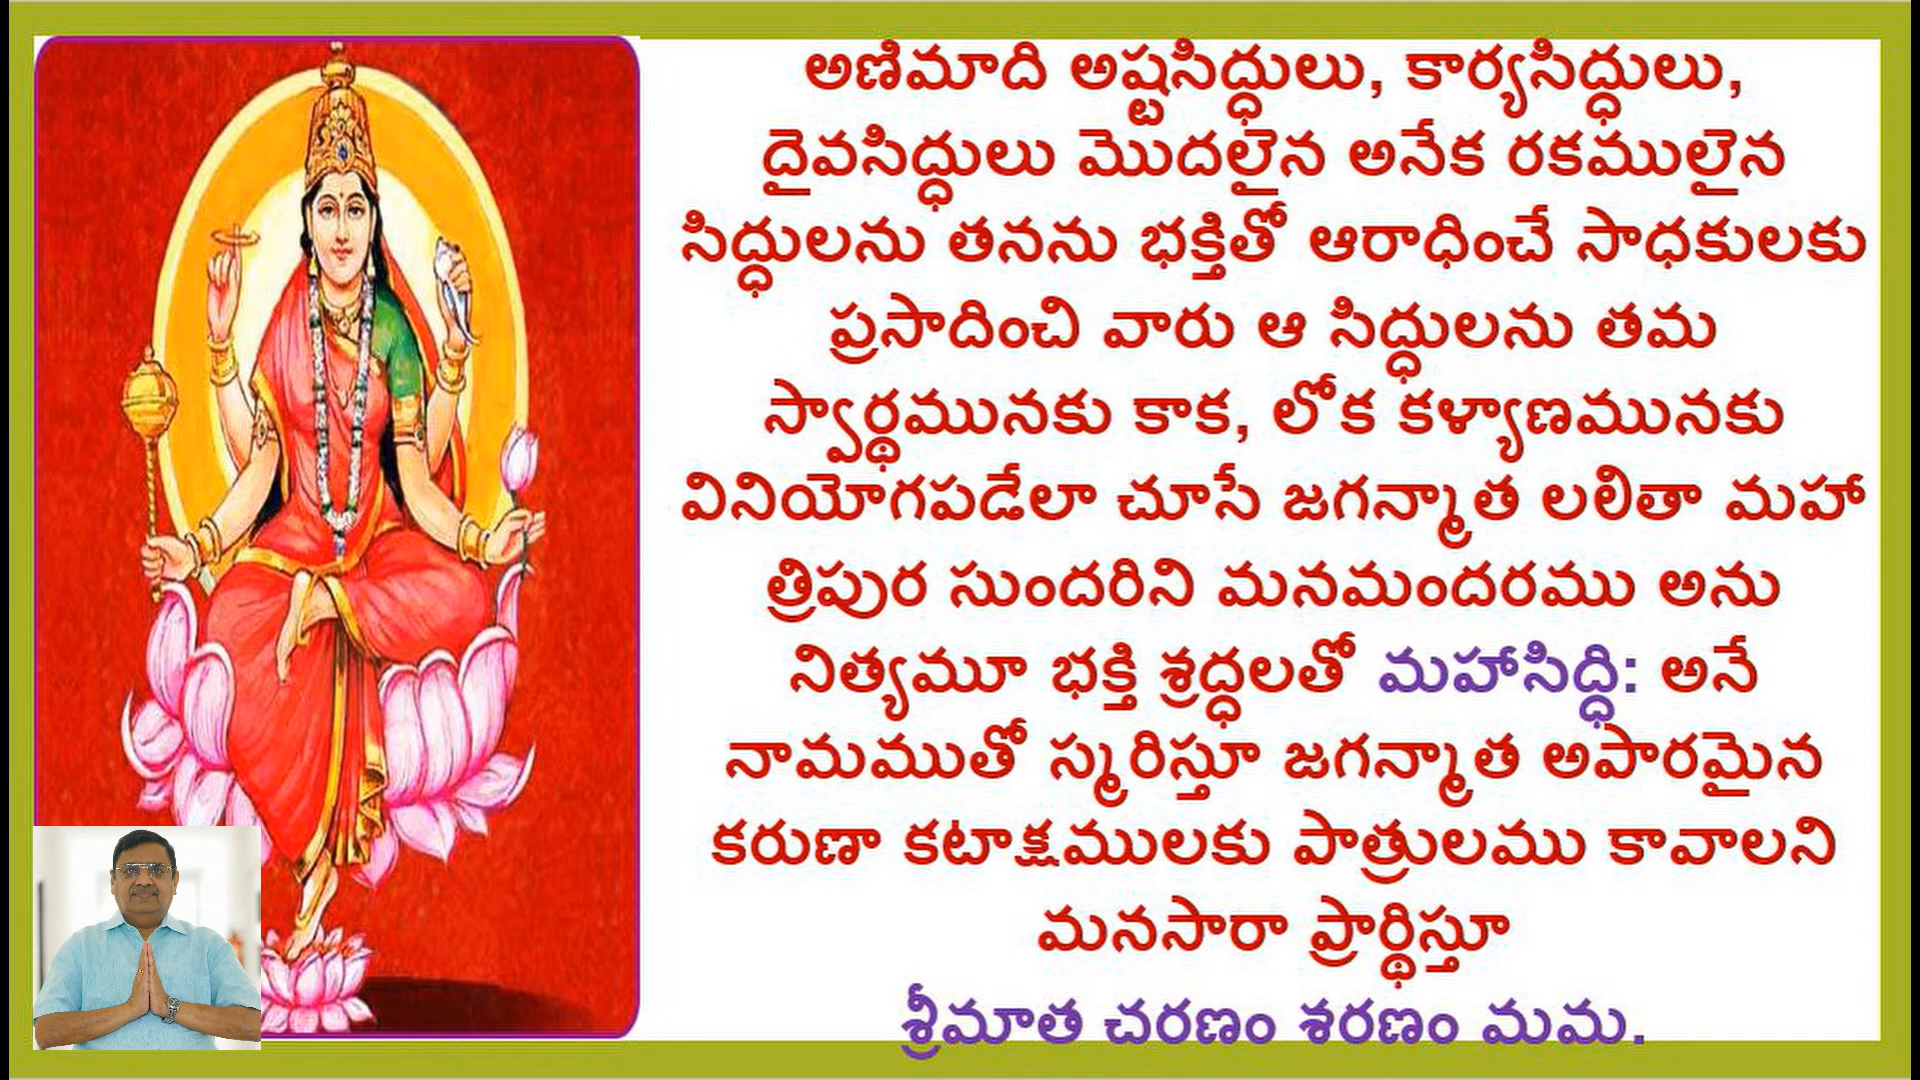 అణిమాది అష్టసిద్ధులు, కార్యసిద్ధులు,
దైవసిద్ధులు మొదలైన అనేక రకములైన
సిద్ధులను తనను భక్తితో ఆరాధించే సాధకులకు
ప్రసాదించి వారు ఆ సిద్ధులను తమ
స్వార్థమునకు కాక, లోక కళ్యాణమునకు
వినియోగపడేలా చూసే జగన్మాత లలితా మహా
త్రిపుర సుందరిని మనమందరము అను
నిత్యమూ భక్తి శ్రద్ధలతో మహాసిద్ధి: అనే
నామముతో స్మరిస్తూ జగన్మాత అపారమైన
కరుణా కటాక్షములకు పాత్రులము కావాలని
మనసారా ప్రార్థిస్తూ
శ్రీమాత చరణం శరణం మమ.